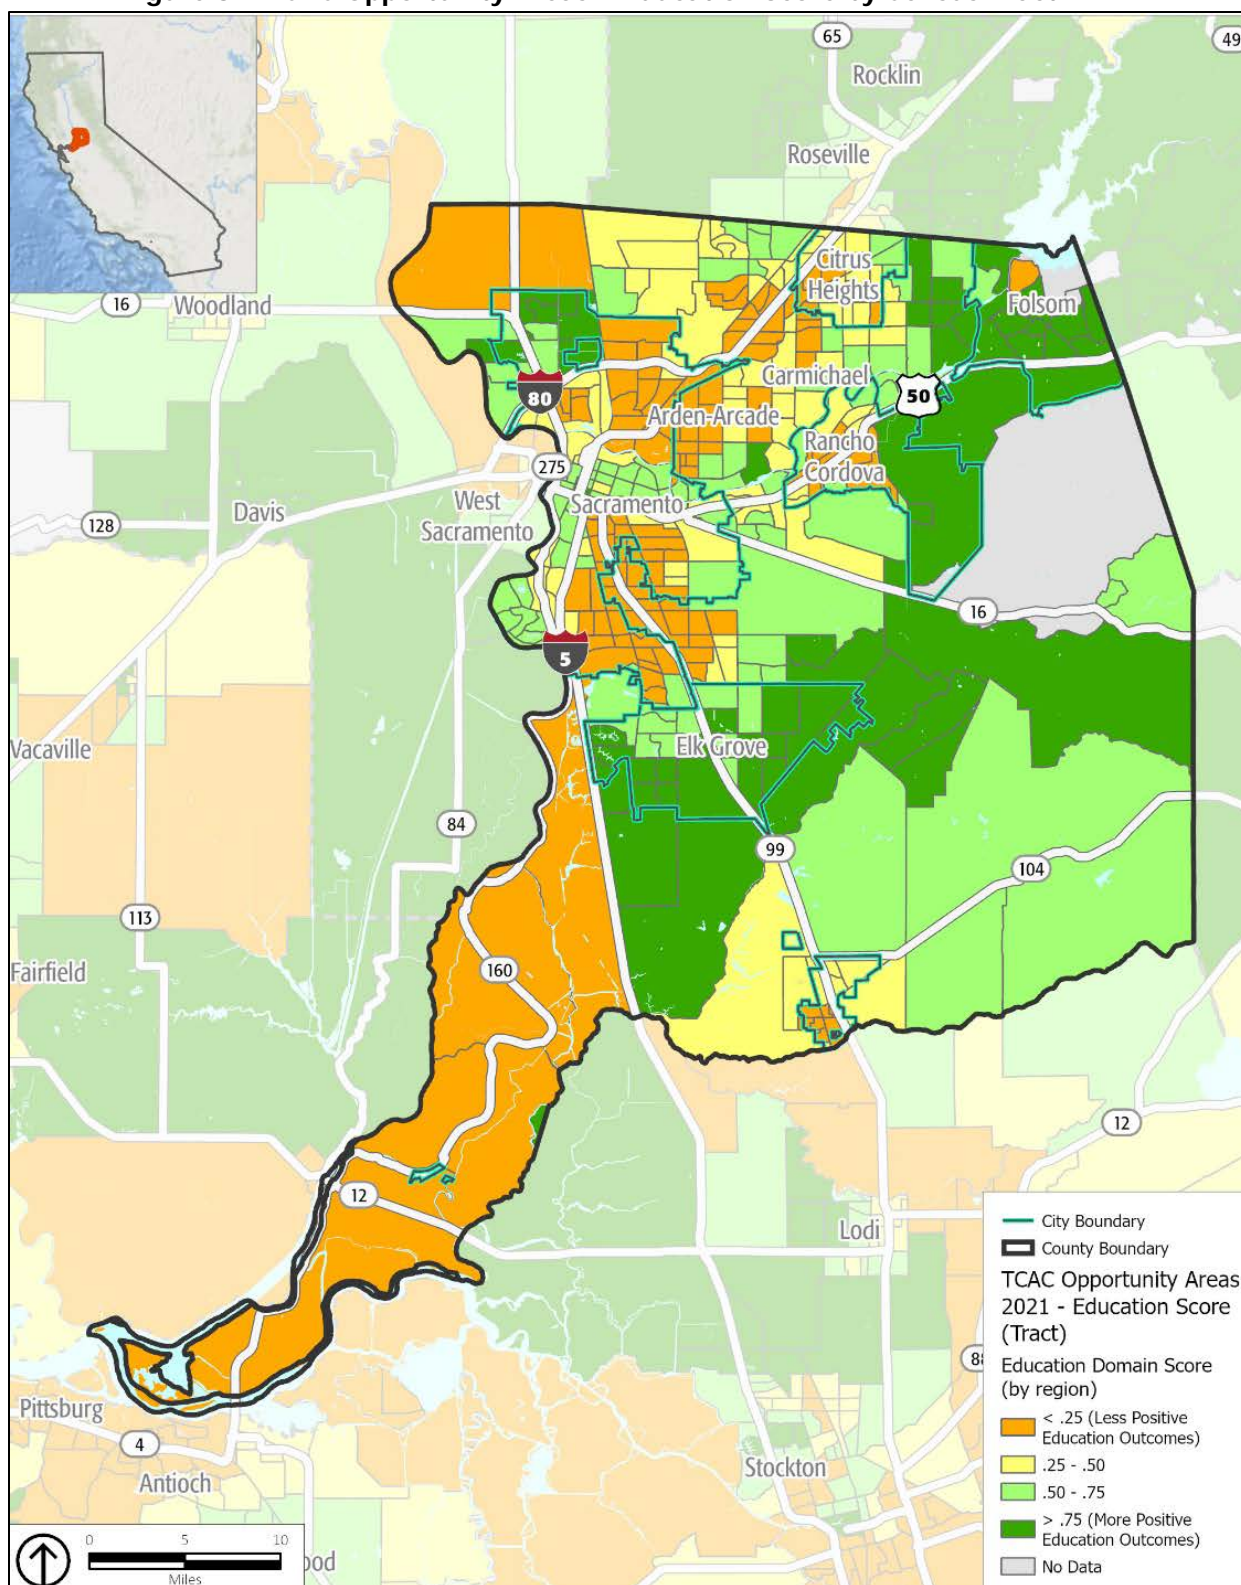 65
49
Rocklin
Roseville
16
Woodland
Citrus
Heights
Folsom
80
Carmichael
50
Arden-Arcade
Rancho
Cordova
275
West
Sacramento
Sacramento
Davis
128
16
5
Vacaville
Elk Grove
84
99
104
113
160
Fairfield
12
12
Lodi
Pittsburg
4
Antioch
Stockton
City Boundary
County Boundary
TCAC Opportunity Areas
2021 - Education Score
(Tract)
Education Domain Score
(by region)
< .25 (Less Positive
Education Outcomes)
.25 - .50
.50 - .75
> .75 (More Positive
Education Outcomes)
No Data
0 5 10
Miles